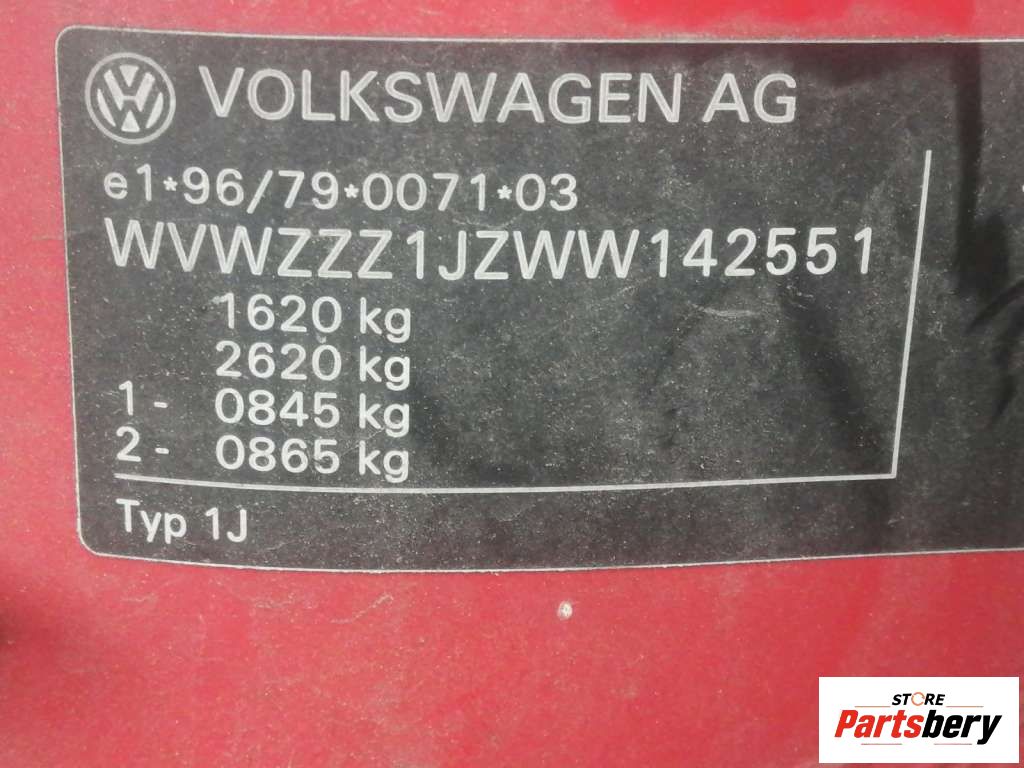 VOLKSWAGEN AG
e1*96/79*0071*03
WVWZZZ1JZWW142551
1620 kg
2620 kg
1- 0845 kg
2- 0865 kg
Typ 1J
STORE
Partsbery